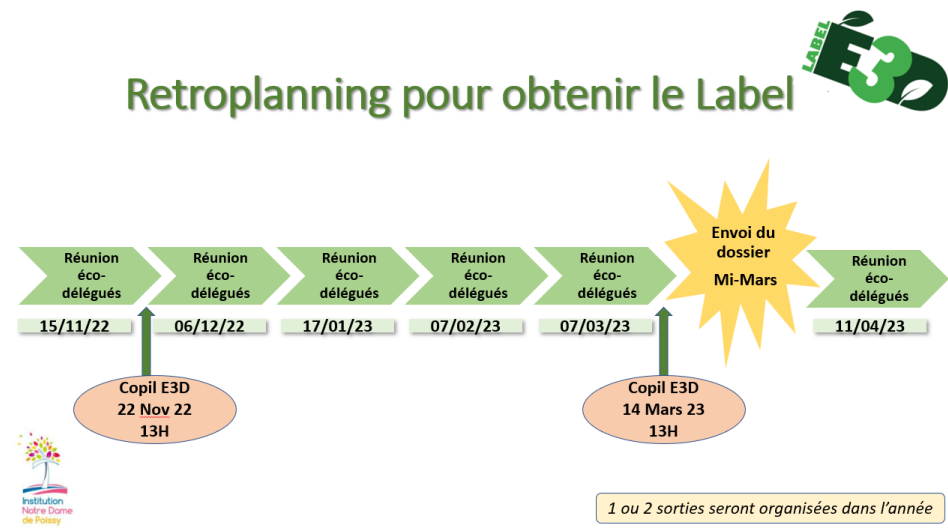 LABEL
E3D
Retroplanning pour obtenir le Label
Réunion
éco-
délégués
15/11/22
Réunion
éco-
délégués
06/12/22
Réunion
éco-
délégués
17/01/23
Réunion
éco-
délégués
07/02/23
Réunion
éco-
délégués
07/03/23
Envoi du
dossier
Mi-Mars
Réunion
éco-
délégués
11/04/23
Copil E3D
22 Nov 22
13H
Copil E3D
14 Mars 23
13H
Institution
Notre Dame
de Poissy
1 ou 2 sorties seront organisées dans l’année